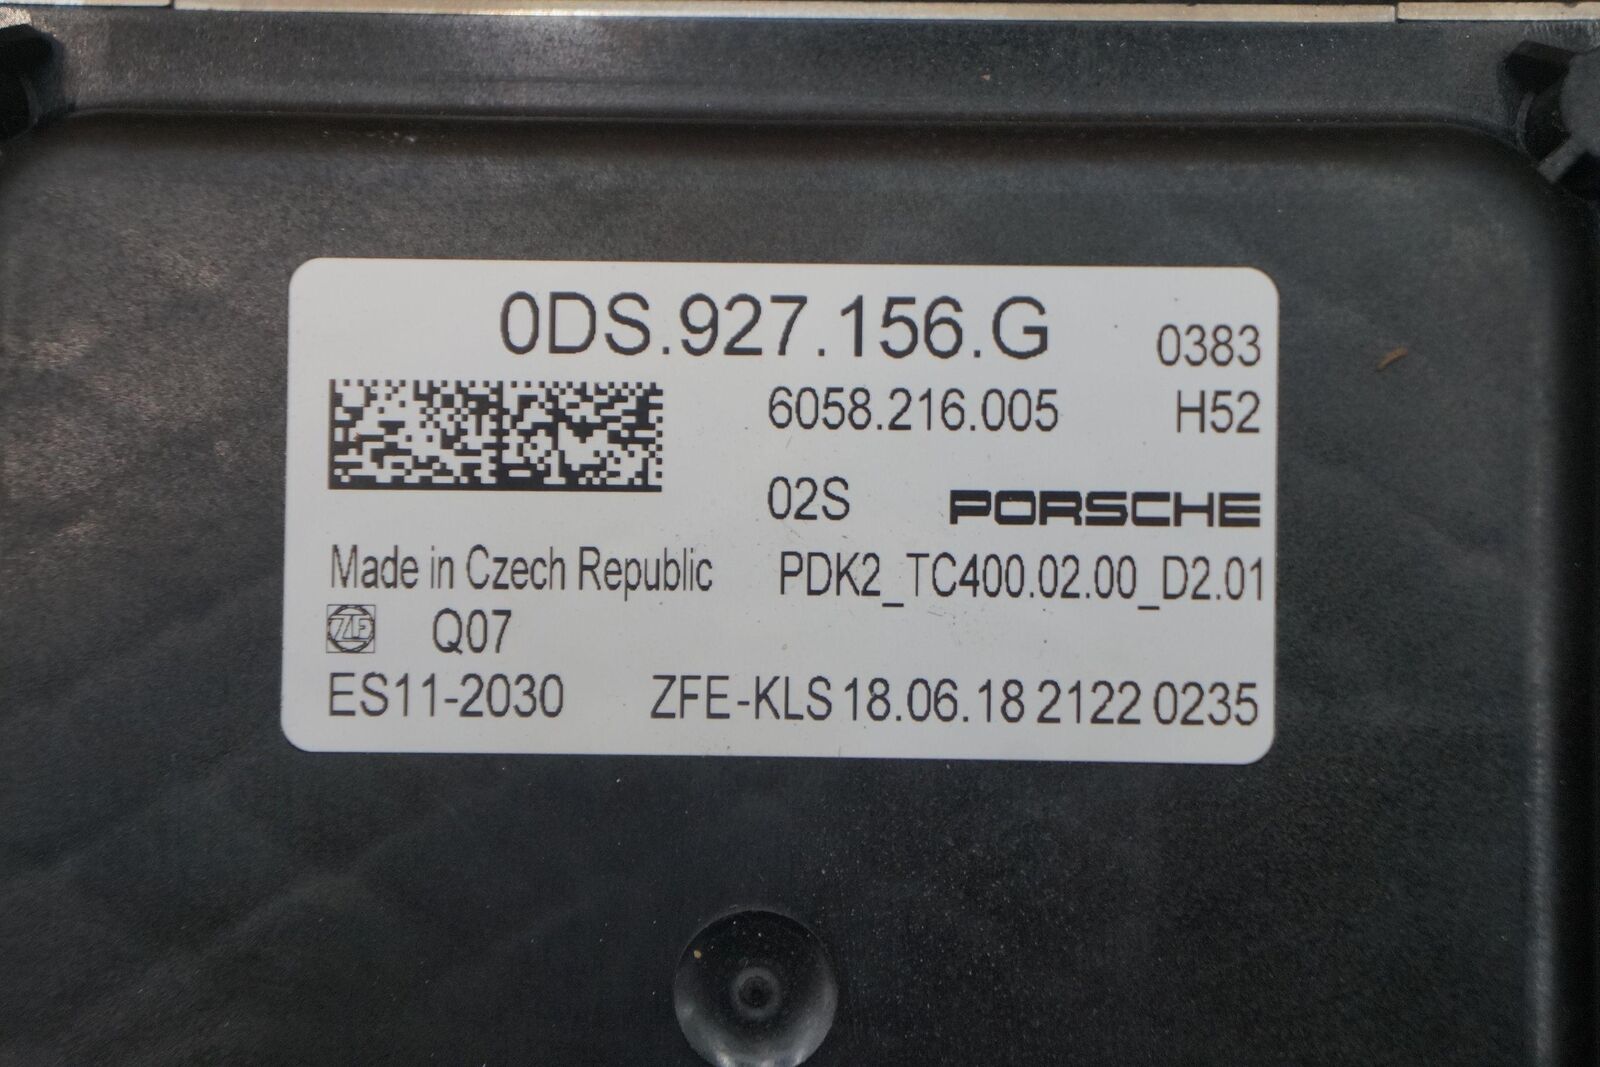 0DS.927.156.G 0383
6058.216.005 H52
02S PORSCHE
Made in Czech Republic PDK2_TC400.02.00_D2.01
ZF Q07
ES11-2030 ZFE-KLS 18.06.18 2122 0235